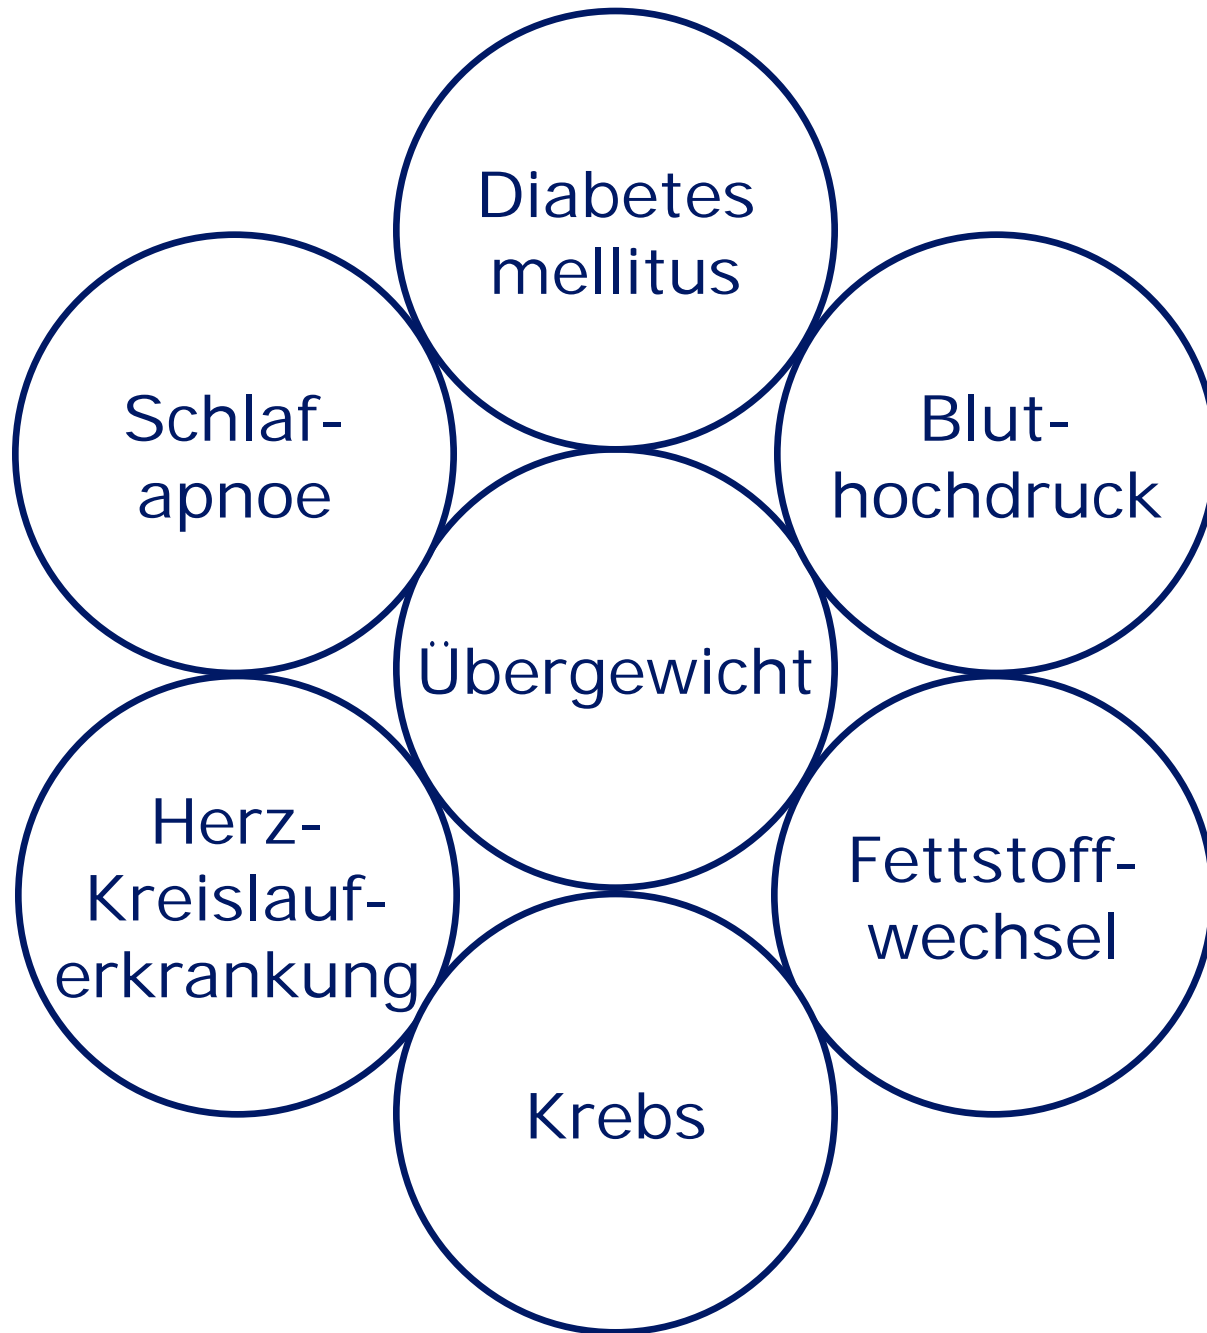 Diabetes
mellitus
Schlaf-
apnoe
Blut-
hochdruck
Übergewicht
Herz-
Kreislauf-
erkrankung
Fettstoff-
wechsel
Krebs